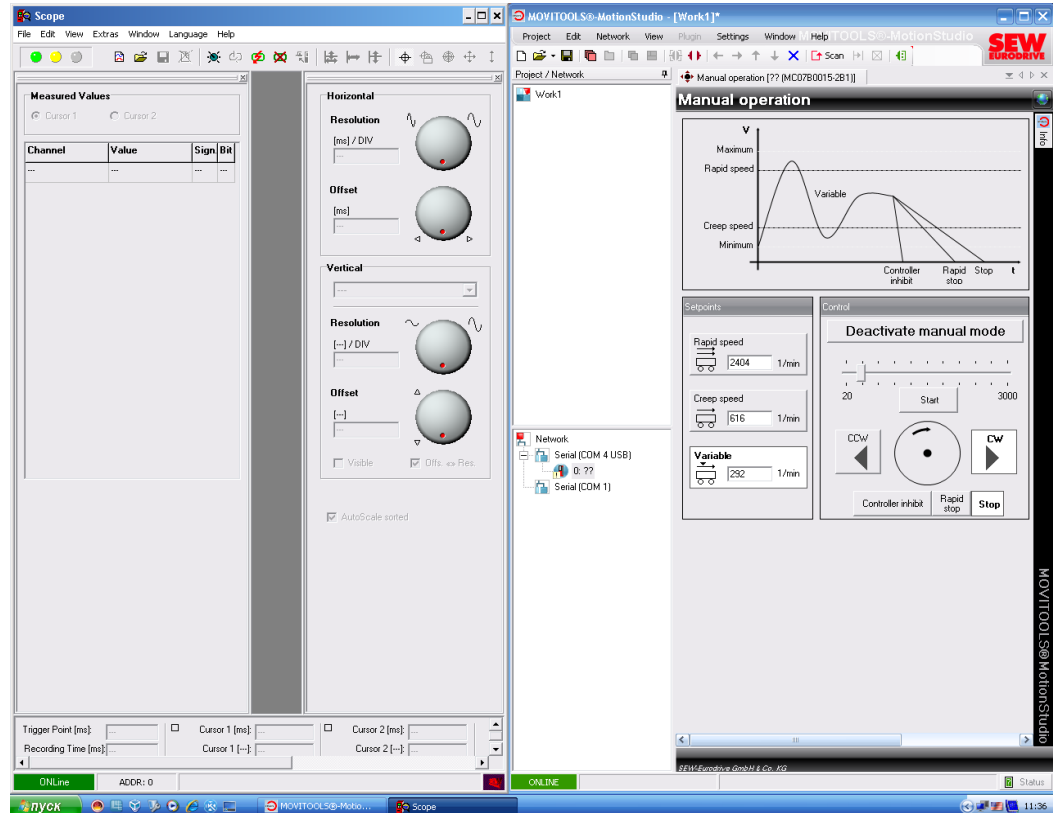 Scope
File Edit View Extras Window Language Help
Measured Values
Cursor 1 Cursor 2
Channel Value Sign Bit
--- --- --- ---
Horizontal
Resolution
[ms] / DIV
---
Offset
[ms]
---
Vertical
---
Resolution
[---] / DIV
---
Offset
[---]
---
Visible Offs. <> Res.
AutoScale sorted
Trigger Point [ms]: --- Cursor 1 [ms]: --- Cursor 2 [ms]: ---
Recording Time [ms]: --- Cursor 1 [---]: --- Cursor 2 [---]: ---
ONLine ADDR: 0
MOVITOOLS®-MotionStudio - [Work1]*
Project Edit Network View Plugin Settings Window Help
MOVITOOLS®-MotionStudio
SEW
EURODRIVE
Scan
Project / Network
Work1
Network
Serial (COM 4 USB)
0: ??
Serial (COM 1)
Manual operation [?? (MC07B0015-2B1)]
Manual operation
Info
V
Maximum
Rapid speed
Variable
Creep speed
Minimum
Controller inhibit
Rapid stop
Stop
t
Setpoints
Rapid speed
2404 1/min
Creep speed
616 1/min
Variable
292 1/min
Control
Deactivate manual mode
20 3000
Start
CCW CW
Controller inhibit Rapid stop Stop
MOVITOOLS® MotionStudio
SEW-Eurodrive GmbH & Co. KG
ONLINE Status
пуск MOVITOOLS®-Motio... Scope 11:36